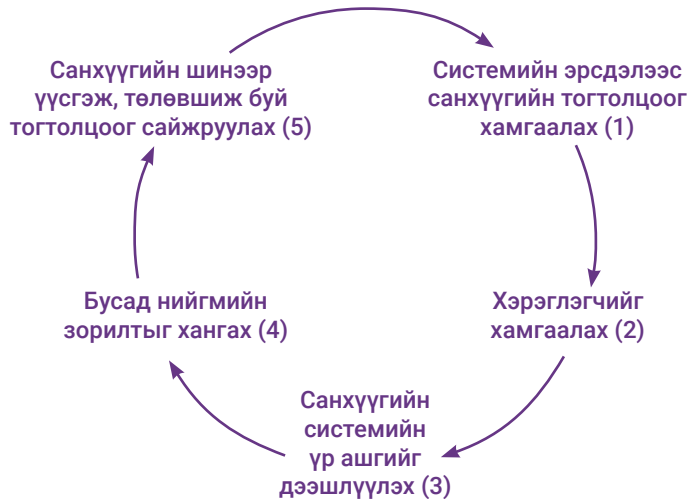 Санхүүгийн шинээр
үүсгэж, төлөвшиж буй
тогтолцоог сайжруулах (5)
Системийн эрсдэлээс
санхүүгийн тогтолцоог
хамгаалах (1)
Бусад нийгмийн
зорилтыг хангах (4)
Хэрэглэгчийг
хамгаалах (2)
Санхүүгийн
системийн
үр ашгийг
дээшлүүлэх (3)